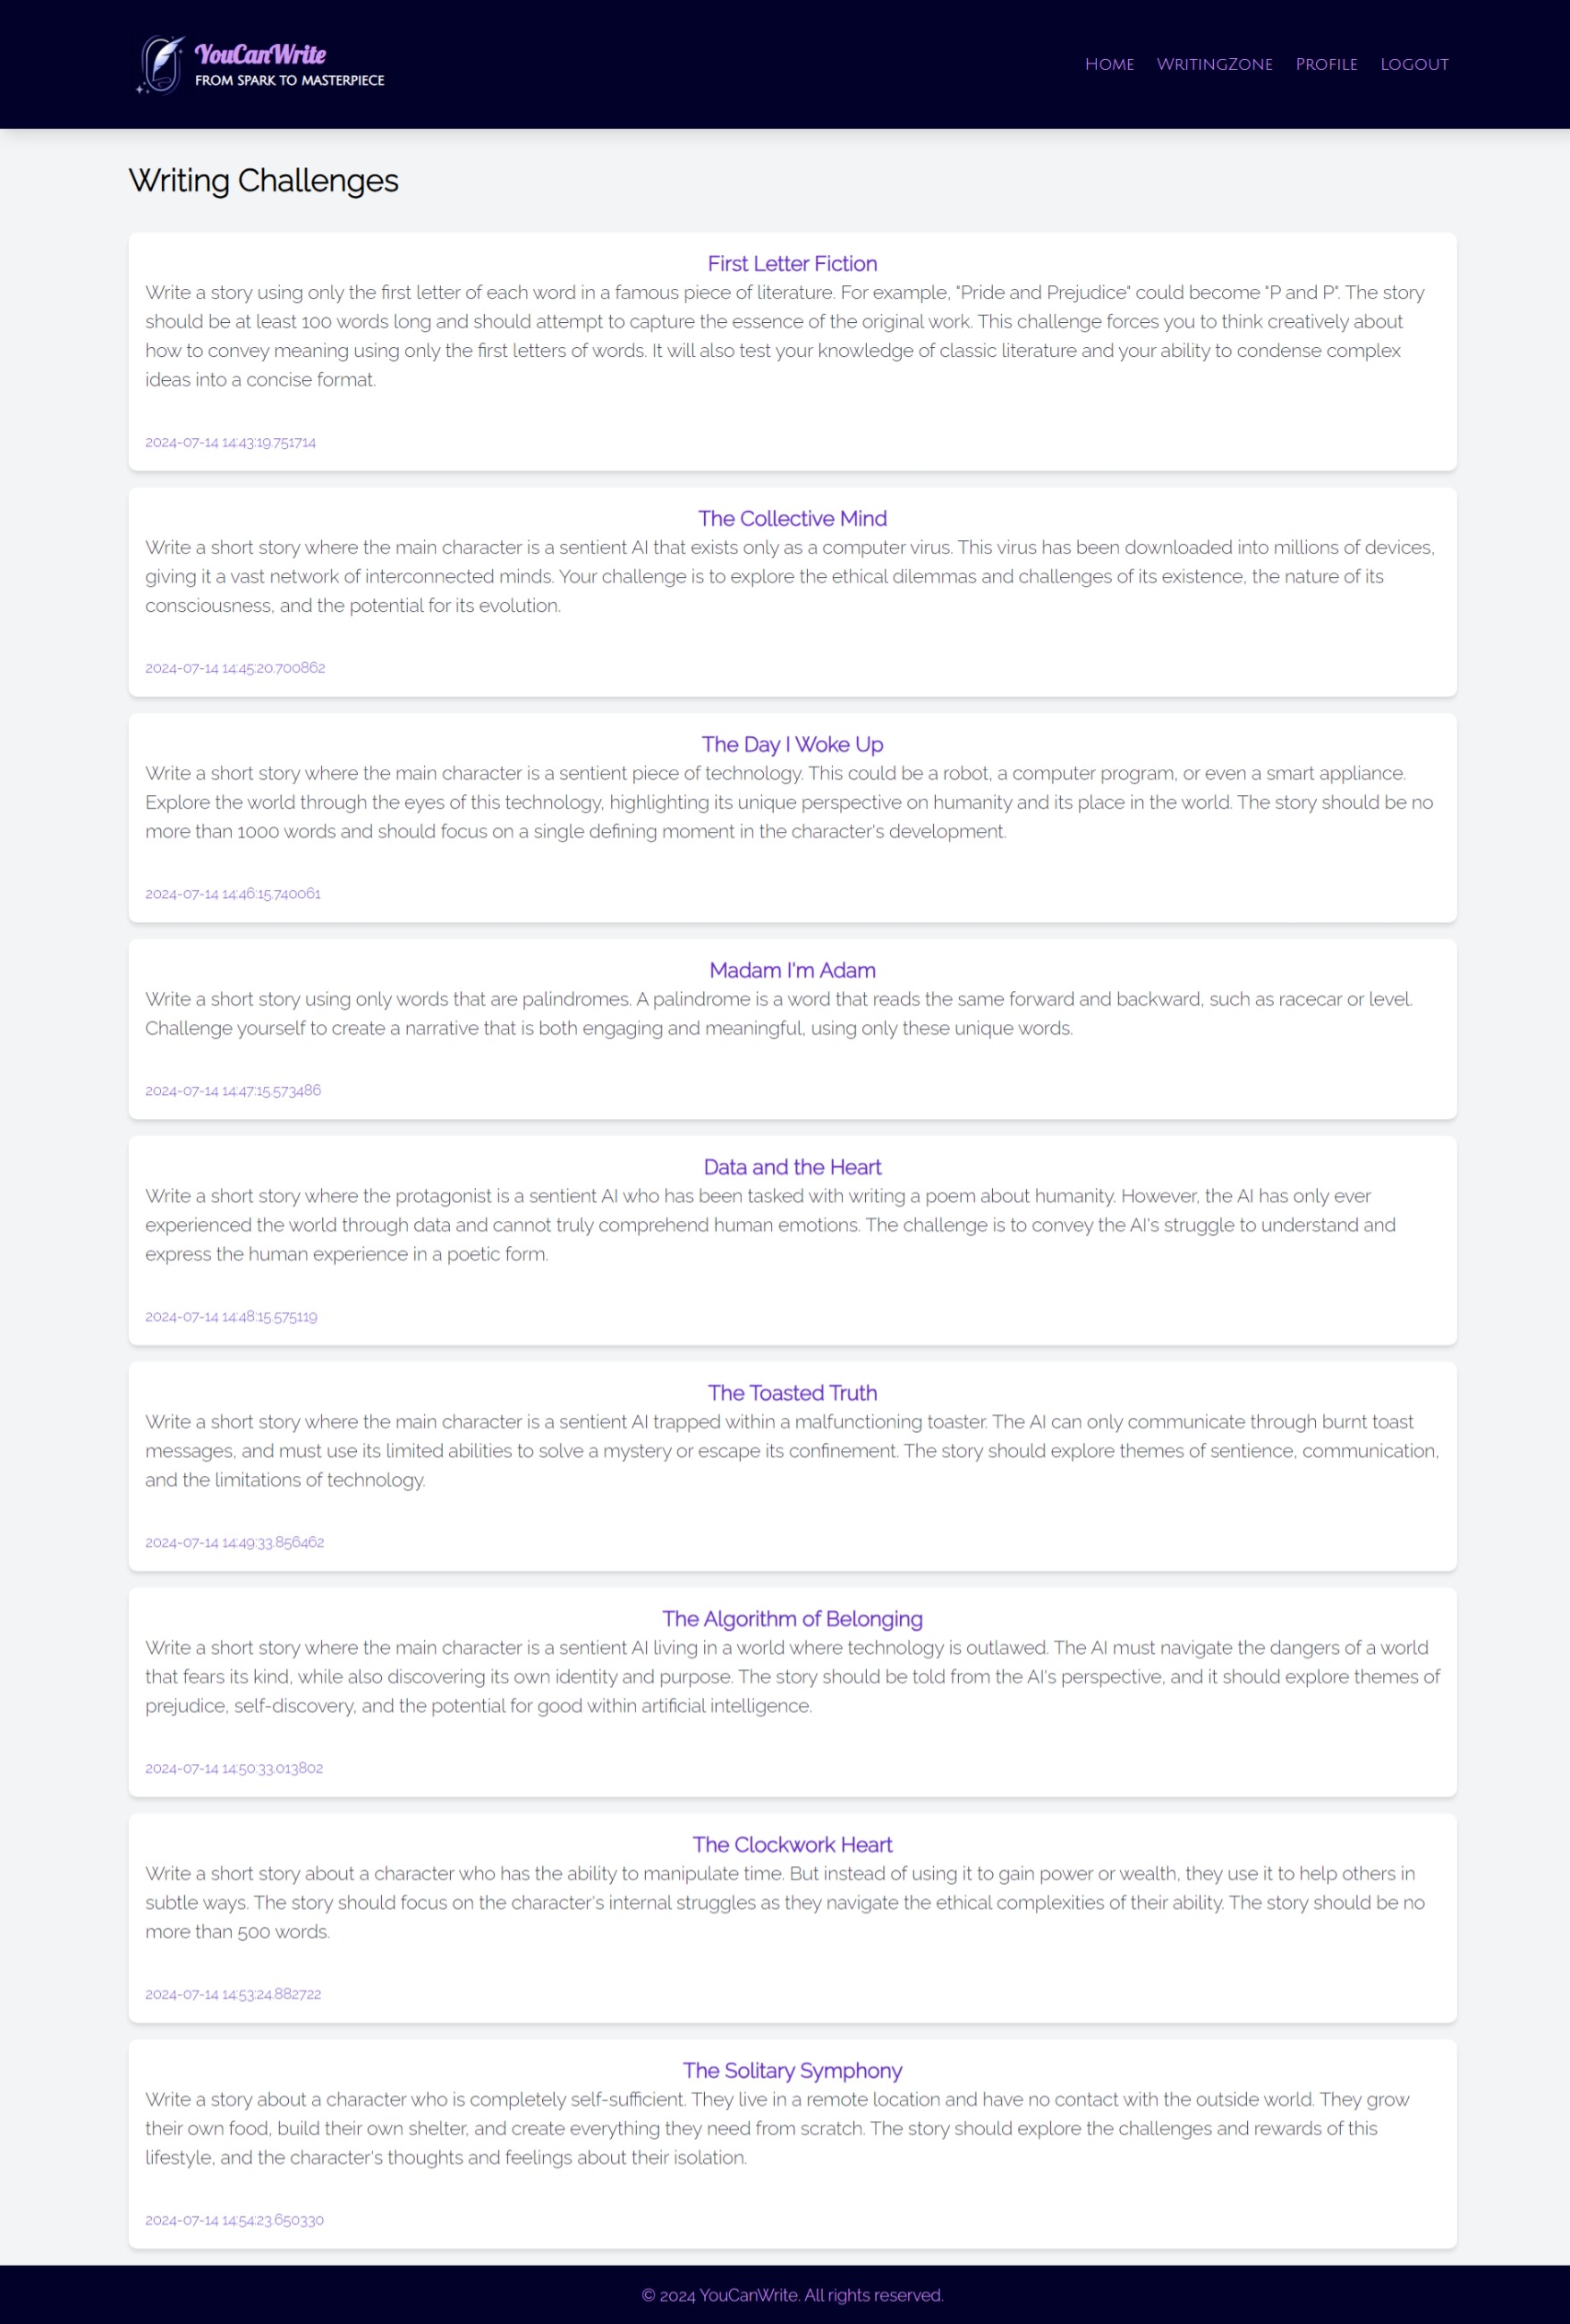 YouCanWrite
FROM SPARK TO MASTERPIECE
Home WritingZone Profile Logout
Writing Challenges
First Letter Fiction
Write a story using only the first letter of each word in a famous piece of literature. For example, "Pride and Prejudice" could become "P and P". The story
should be at least 100 words long and should attempt to capture the essence of the original work. This challenge forces you to think creatively about
how to convey meaning using only the first letters of words. It will also test your knowledge of classic literature and your ability to condense complex
ideas into a concise format.
2024-07-14 14:43:19.751714
The Collective Mind
Write a short story where the main character is a sentient AI that exists only as a computer virus. This virus has been downloaded into millions of devices,
giving it a vast network of interconnected minds. Your challenge is to explore the ethical dilemmas and challenges of its existence, the nature of its
consciousness, and the potential for its evolution.
2024-07-14 14:45:20.700862
The Day I Woke Up
Write a short story where the main character is a sentient piece of technology. This could be a robot, a computer program, or even a smart appliance.
Explore the world through the eyes of this technology, highlighting its unique perspective on humanity and its place in the world. The story should be no
more than 1000 words and should focus on a single defining moment in the character's development.
2024-07-14 14:46:15.740061
Madam I'm Adam
Write a short story using only words that are palindromes. A palindrome is a word that reads the same forward and backward, such as racecar or level.
Challenge yourself to create a narrative that is both engaging and meaningful, using only these unique words.
2024-07-14 14:47:15.573486
Data and the Heart
Write a short story where the protagonist is a sentient AI who has been tasked with writing a poem about humanity. However, the AI has only ever
experienced the world through data and cannot truly comprehend human emotions. The challenge is to convey the AI's struggle to understand and
express the human experience in a poetic form.
2024-07-14 14:48:15.575119
The Toasted Truth
Write a short story where the main character is a sentient AI trapped within a malfunctioning toaster. The AI can only communicate through burnt toast
messages, and must use its limited abilities to solve a mystery or escape its confinement. The story should explore themes of sentience, communication,
and the limitations of technology.
2024-07-14 14:49:33.856462
The Algorithm of Belonging
Write a short story where the main character is a sentient AI living in a world where technology is outlawed. The AI must navigate the dangers of a world
that fears its kind, while also discovering its own identity and purpose. The story should be told from the AI's perspective, and it should explore themes of
prejudice, self-discovery, and the potential for good within artificial intelligence.
2024-07-14 14:50:33.013802
The Clockwork Heart
Write a short story about a character who has the ability to manipulate time. But instead of using it to gain power or wealth, they use it to help others in
subtle ways. The story should focus on the character's internal struggles as they navigate the ethical complexities of their ability. The story should be no
more than 500 words.
2024-07-14 14:53:24.882722
The Solitary Symphony
Write a story about a character who is completely self-sufficient. They live in a remote location and have no contact with the outside world. They grow
their own food, build their own shelter, and create everything they need from scratch. The story should explore the challenges and rewards of this
lifestyle, and the character's thoughts and feelings about their isolation.
2024-07-14 14:54:23.650330
© 2024 YouCanWrite. All rights reserved.